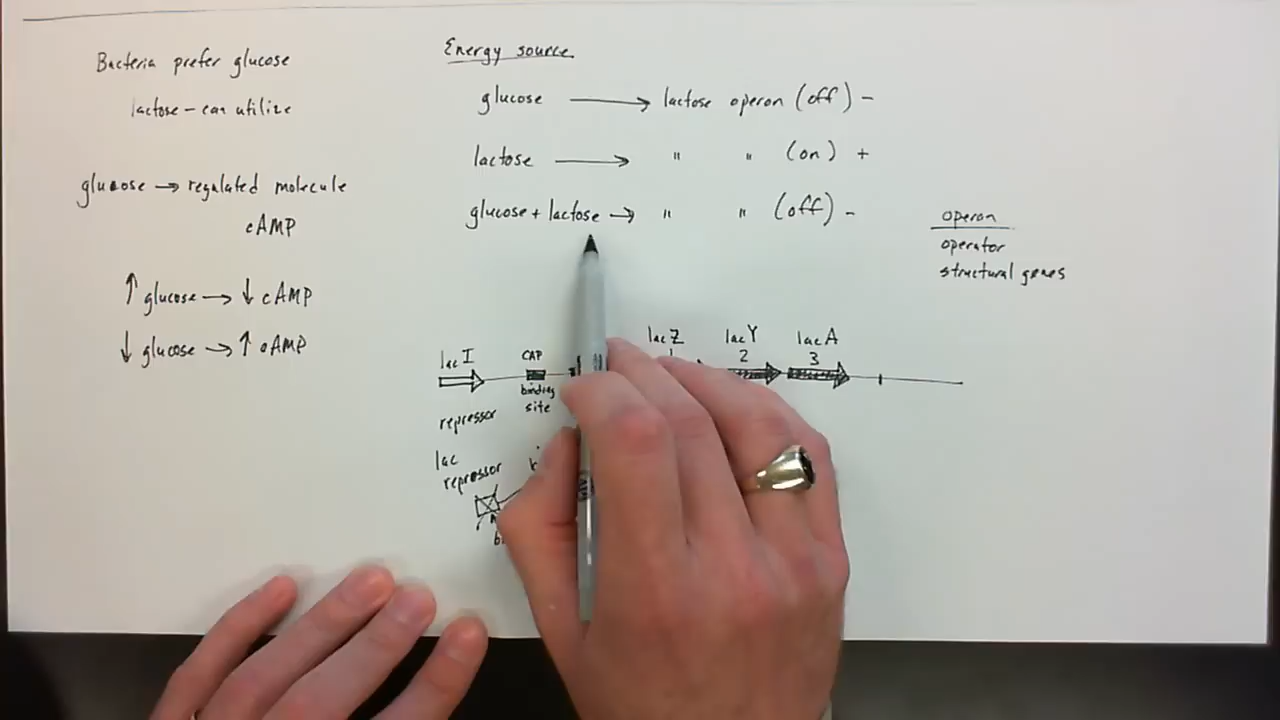 Bacteria prefer glucose
lactose - can utilize
glucose → regulated molecule
cAMP
↑ glucose → ↓ cAMP
↓ glucose → ↑ cAMP
Energy source
glucose → lactose operon (off) -
lactose → " " (on) +
glucose + lactose → " " (off) -
operon
operator
structural genes
lac I
CAP
binding
site
lac Z
1
lac Y
2
lac A
3
repressor
lac
repressor